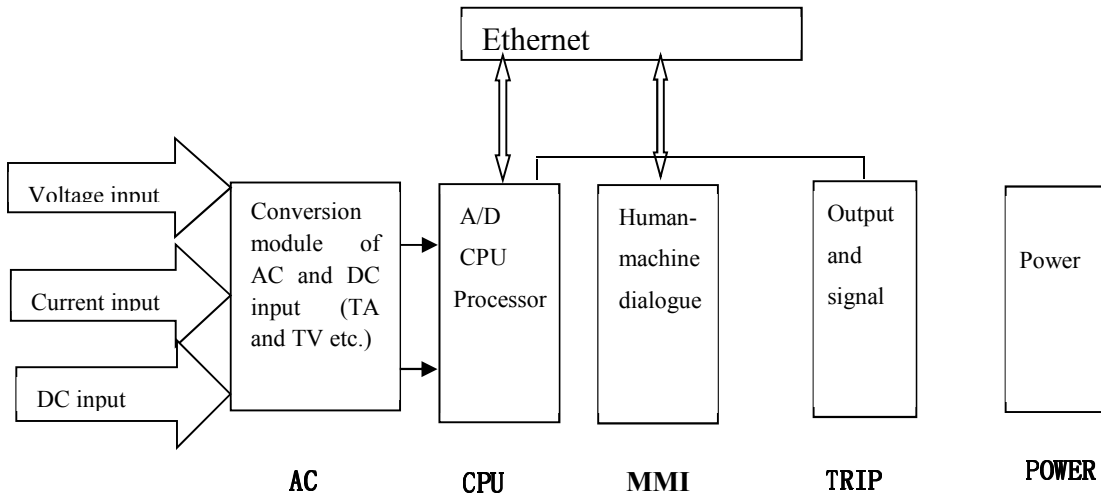 Ethernet
Voltage input
Current input
DC input
Conversion
module of
AC and DC
input (TA
and TV etc.)
A/D
CPU
Processor
Human-
machine
dialogue
Output
and
signal
Power
AC
CPU
MMI
TRIP
POWER